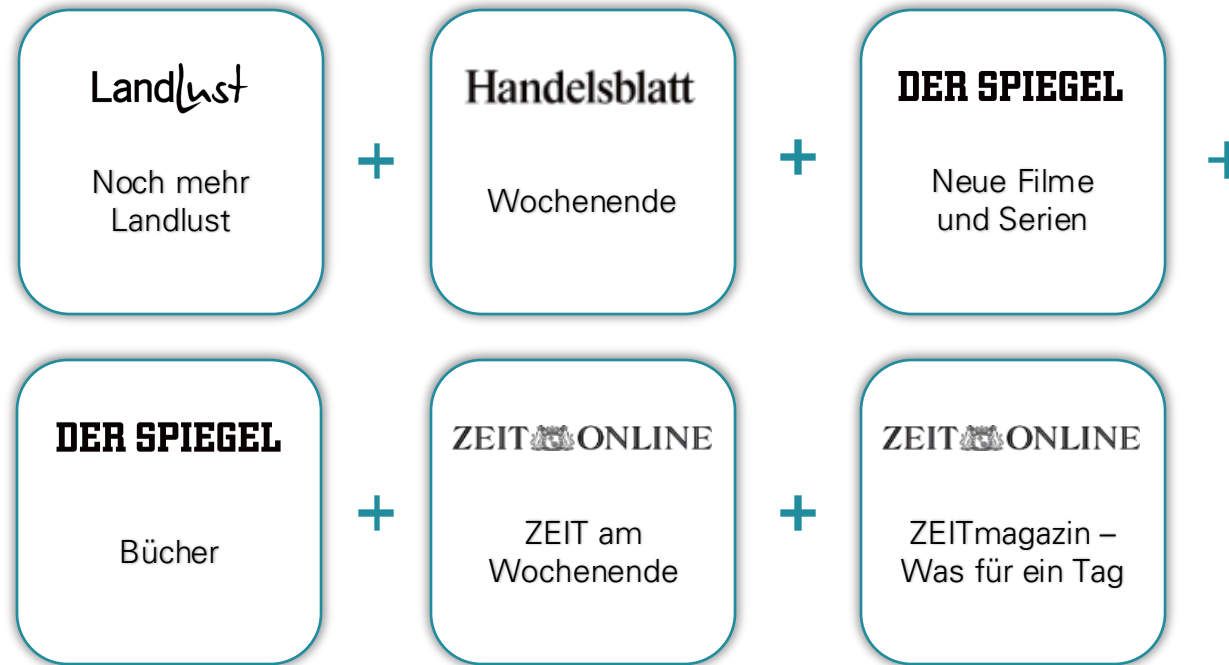 Landlust
Noch mehr
Landlust
+
Handelsblatt
Wochenende
+
DER SPIEGEL
Neue Filme
und Serien
+
DER SPIEGEL
Bücher
+
ZEIT ONLINE
ZEIT am
Wochenende
+
ZEIT ONLINE
ZEITmagazin –
Was für ein Tag